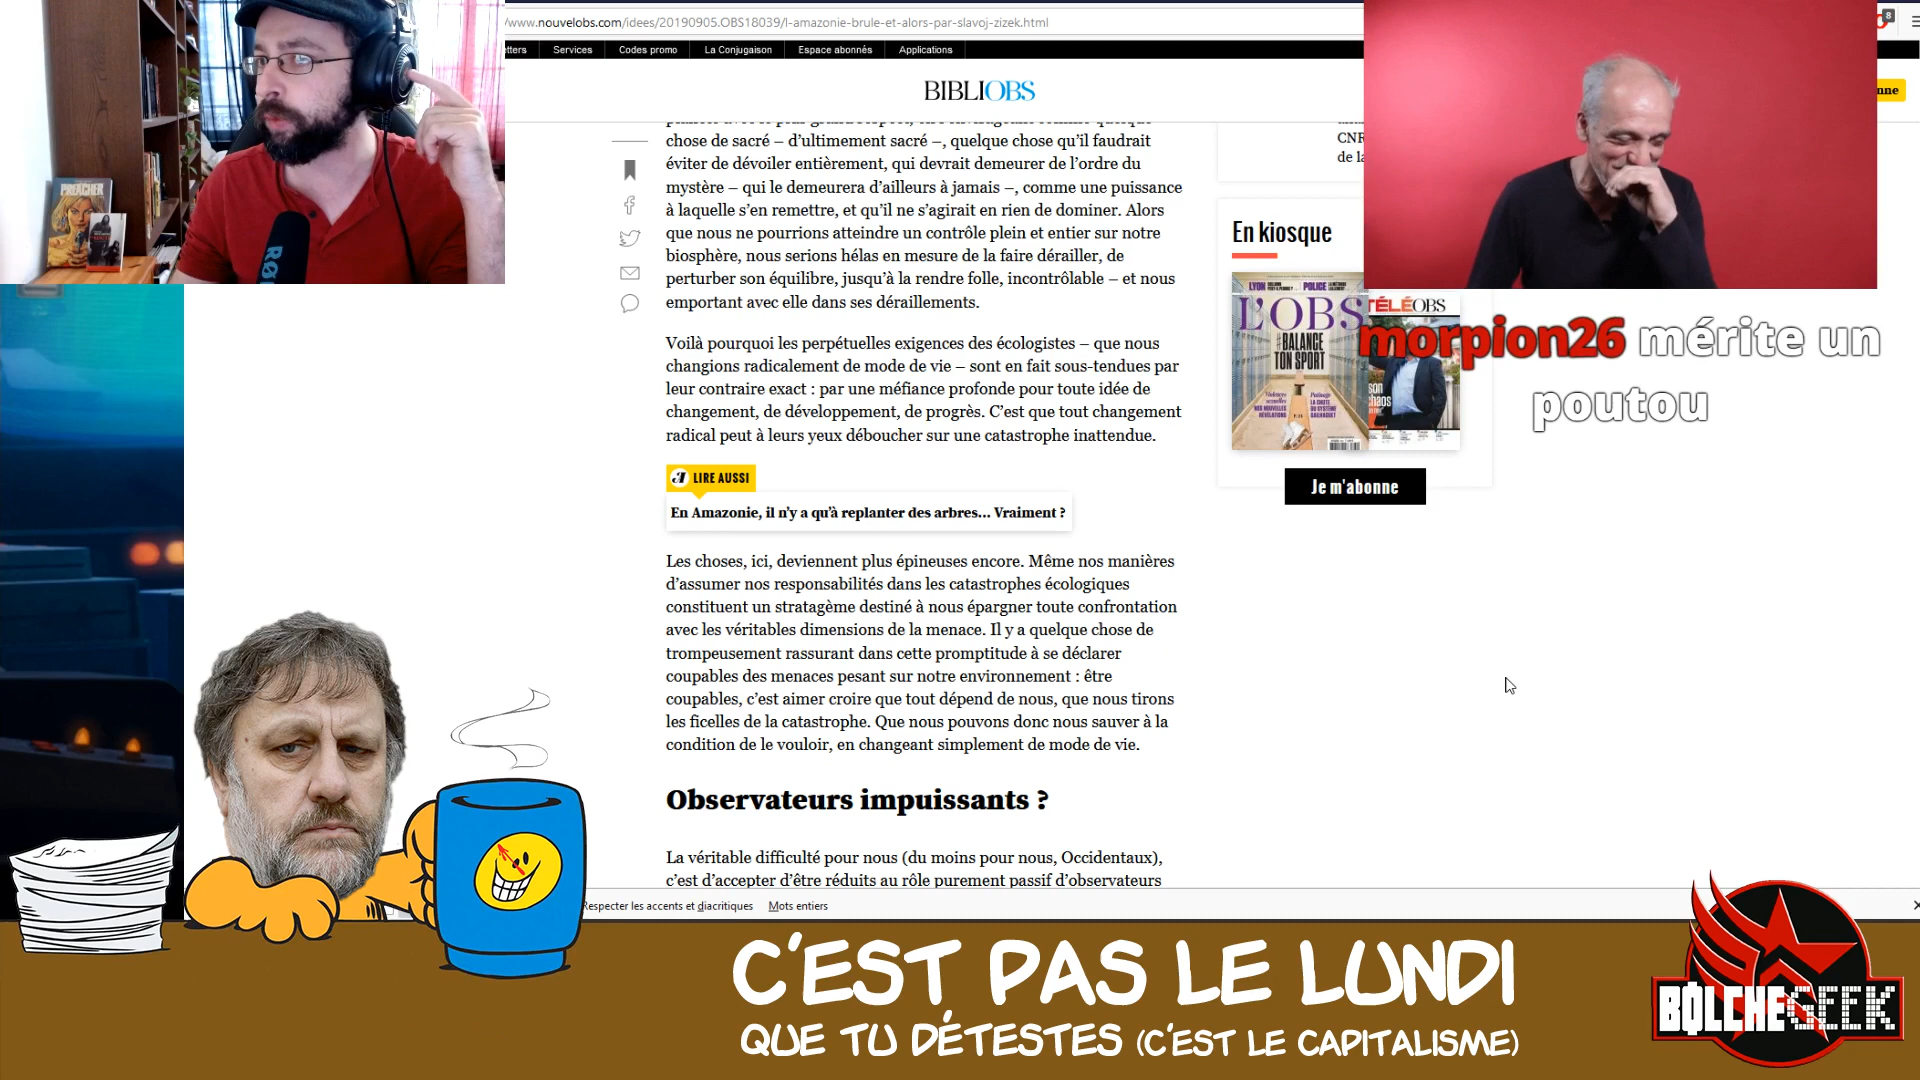 /www.nouvelobs.com/idees/20190905.OBS18039/l-amazonie-brule-et-alors-par-slavoj-zizek.html
Services
Codes promo
La Conjugaison
Espace abonnés
Applications
BIBLIOBS
chose de sacré – d’ultimement sacré –, quelque chose qu’il faudrait
éviter de dévoiler entièrement, qui devrait demeurer de l’ordre du
mystère – qui le demeurera d’ailleurs à jamais –, comme une puissance
à laquelle s’en remettre, et qu’il ne s’agirait en rien de dominer. Alors
que nous ne pourrions atteindre un contrôle plein et entier sur notre
biosphère, nous serions hélas en mesure de la faire dérailler, de
perturber son équilibre, jusqu’à la rendre folle, incontrôlable – et nous
emportant avec elle dans ses déraillements.
Voilà pourquoi les perpétuelles exigences des écologistes – que nous
changions radicalement de mode de vie – sont en fait sous-tendues par
leur contraire exact : par une méfiance profonde pour toute idée de
changement, de développement, de progrès. C’est que tout changement
radical peut à leurs yeux déboucher sur une catastrophe inattendue.
LIRE AUSSI
En Amazonie, il n’y a qu’à replanter des arbres… Vraiment ?
Les choses, ici, deviennent plus épineuses encore. Même nos manières
d’assumer nos responsabilités dans les catastrophes écologiques
constituent un stratagème destiné à nous épargner toute confrontation
avec les véritables dimensions de la menace. Il y a quelque chose de
trompeusement rassurant dans cette promptitude à se déclarer
coupables des menaces pesant sur notre environnement : être
coupables, c’est aimer croire que tout dépend de nous, que nous tirons
les ficelles de la catastrophe. Que nous pouvons donc nous sauver à la
condition de le vouloir, en changeant simplement de mode de vie.
Observateurs impuissants ?
La véritable difficulté pour nous (du moins pour nous, Occidentaux),
c’est d’accepter d’être réduits au rôle purement passif d’observateurs
CNR
de la
En kiosque
LYON
POLICE
L'OBS
#BALANCE
TON SPORT
TÉLÉOBS
Je m'abonne
morpion26 mérite un
poutou
8
PREACHER
RØ
Respecter les accents et diacritiques
Mots entiers
C'EST PAS LE LUNDI
QUE TU DÉTESTES (C'EST LE CAPITALISME)
BOLCHEGEEK